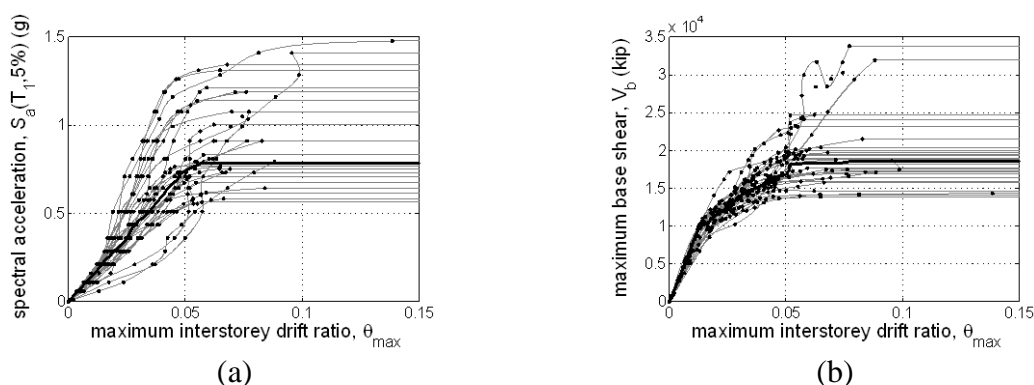 1.5
1
0.5
0
0 0.05 0.1 0.15
spectral acceleration, S_a(T_1,5%) (g)
maximum interstorey drift ratio, θ_max
(a)
3.5 x 10^4
3
2.5
2
1.5
1
0.5
0
0 0.05 0.1 0.15
maximum base shear, V_b (kip)
maximum interstorey drift ratio, θ_max
(b)